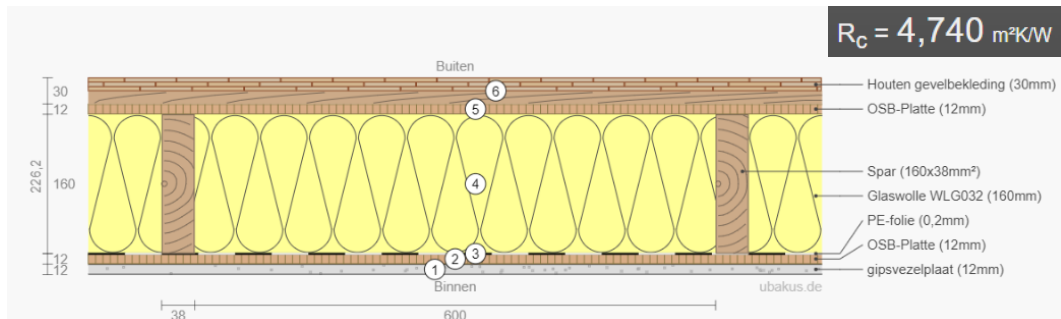 R_C = 4,740 m²K/W
Buiten
30
12
226,2
160
12
12
6
5
4
3
2
1
Houten gevelbekleding (30mm)
OSB-Platte (12mm)
Spar (160x38mm²)
Glaswolle WLG032 (160mm)
PE-folie (0,2mm)
OSB-Platte (12mm)
gipsvezelplaat (12mm)
Binnen
ubakus.de
38
600